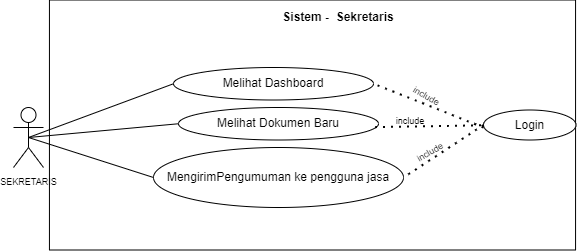 Sistem - Sekretaris
Melihat Dashboard
include
Melihat Dokumen Baru
include
Login
include
MengirimPengumuman ke pengguna jasa
SEKRETARIS